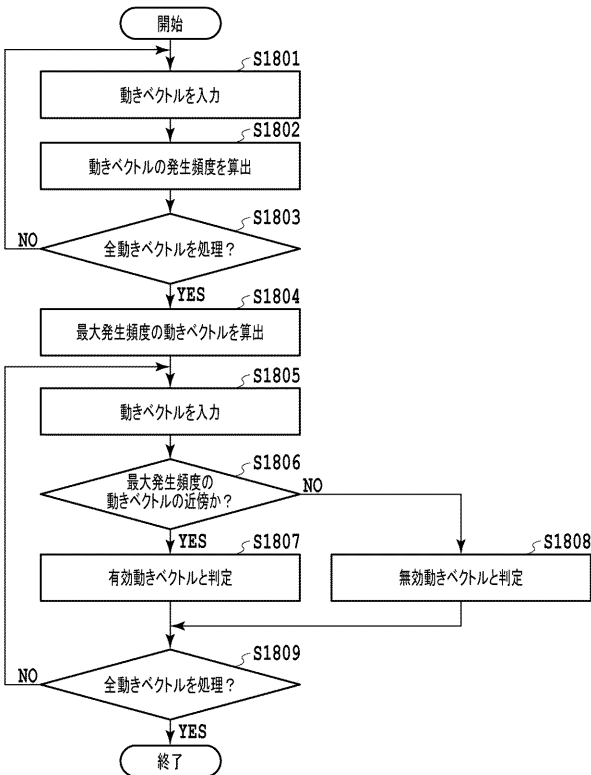 開始
S1801
動きベクトルを入力
S1802
動きベクトルの発生頻度を算出
S1803
全動きベクトルを処理?
NO
YES
S1804
最大発生頻度の動きベクトルを算出
S1805
動きベクトルを入力
S1806
最大発生頻度の
動きベクトルの近傍か?
NO
YES
S1807
有効動きベクトルと判定
S1808
無効動きベクトルと判定
S1809
全動きベクトルを処理?
NO
YES
終了